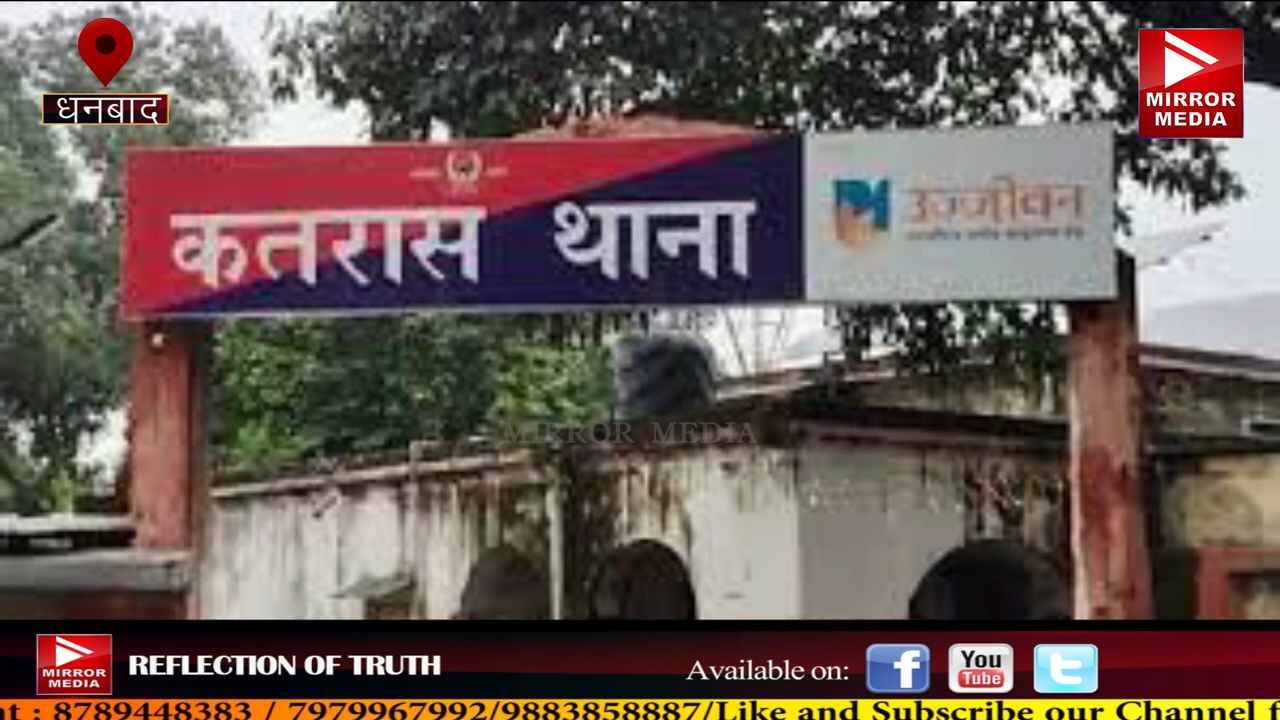 धनबाद
MIRROR
MEDIA
कतरास थाना
उज्जीवन
MIRROR MEDIA
MIRROR
MEDIA
REFLECTION OF TRUTH
Available on:
f
You
Tube
t
: 8789448383 / 7979967992/9883858887/Like and Subscribe our Channel f